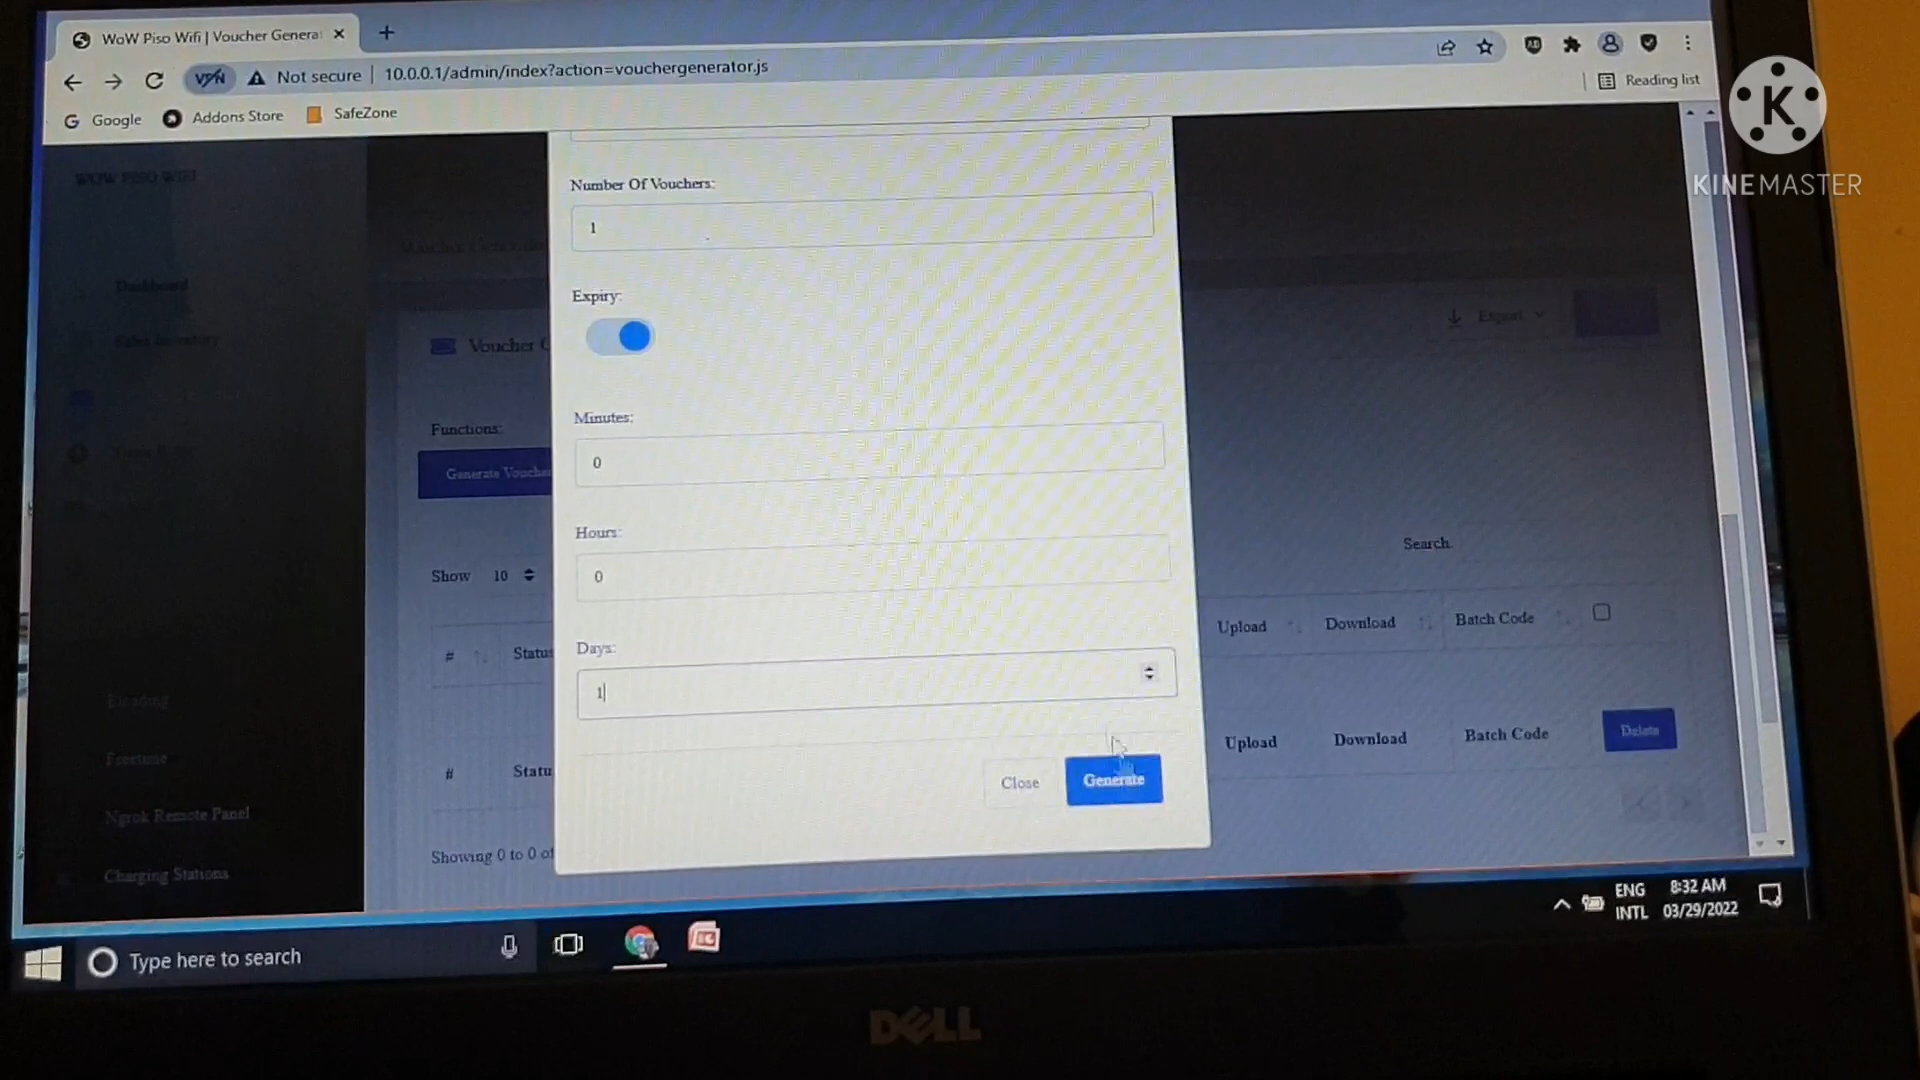 WoW Piso Wifi | Voucher Genera
Not secure
10.0.0.1/admin/index?action=vouchergenerator.js
Reading list
Google
Addons Store
SafeZone
KINEMASTER
WOW PISO WIFI
Dashboard
Sales Inventory
Ngrok Remote Panel
Charging Stations
Number Of Vouchers:
1
Expiry:
Export
Voucher
Functions:
Generate Voucher
Minutes:
0
Hours:
0
Search:
Show 10
# Status Upload Download Batch Code
Days:
1
# Statu Upload Download Batch Code Delete
Close Generate
Showing 0 to 0 of
ENG
INTL
8:32 AM
03/29/2022
Type here to search
DELL